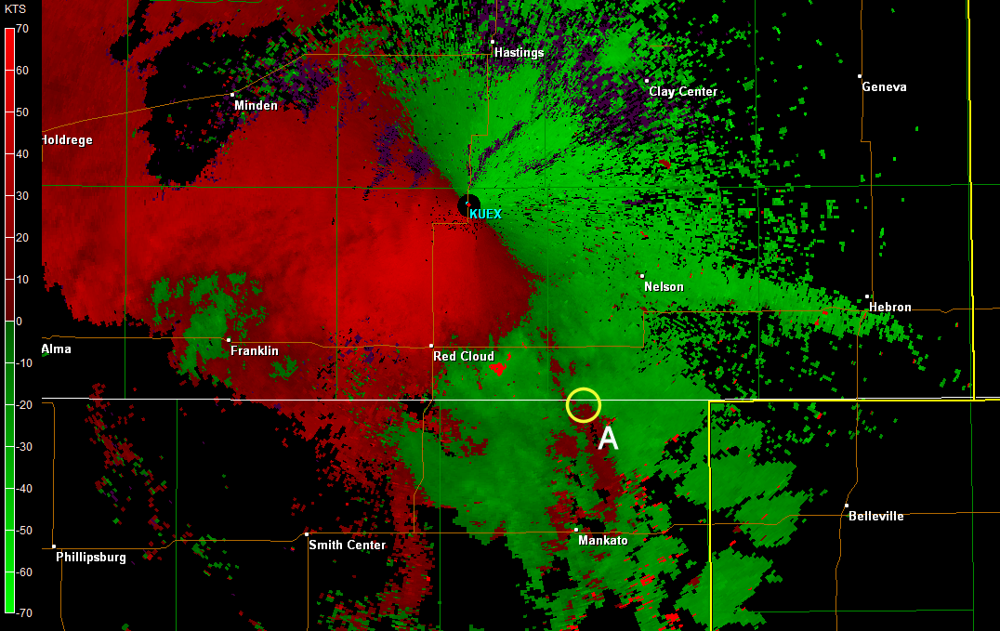 KTS
70
60
50
40
30
20
10
0
-10
-20
-30
-40
-50
-60
-70
Hastings
Clay Center
Geneva
Minden
Holdrege
KUEX
Nelson
Hebron
Alma
Franklin
Red Cloud
A
Belleville
Mankato
Smith Center
Phillipsburg